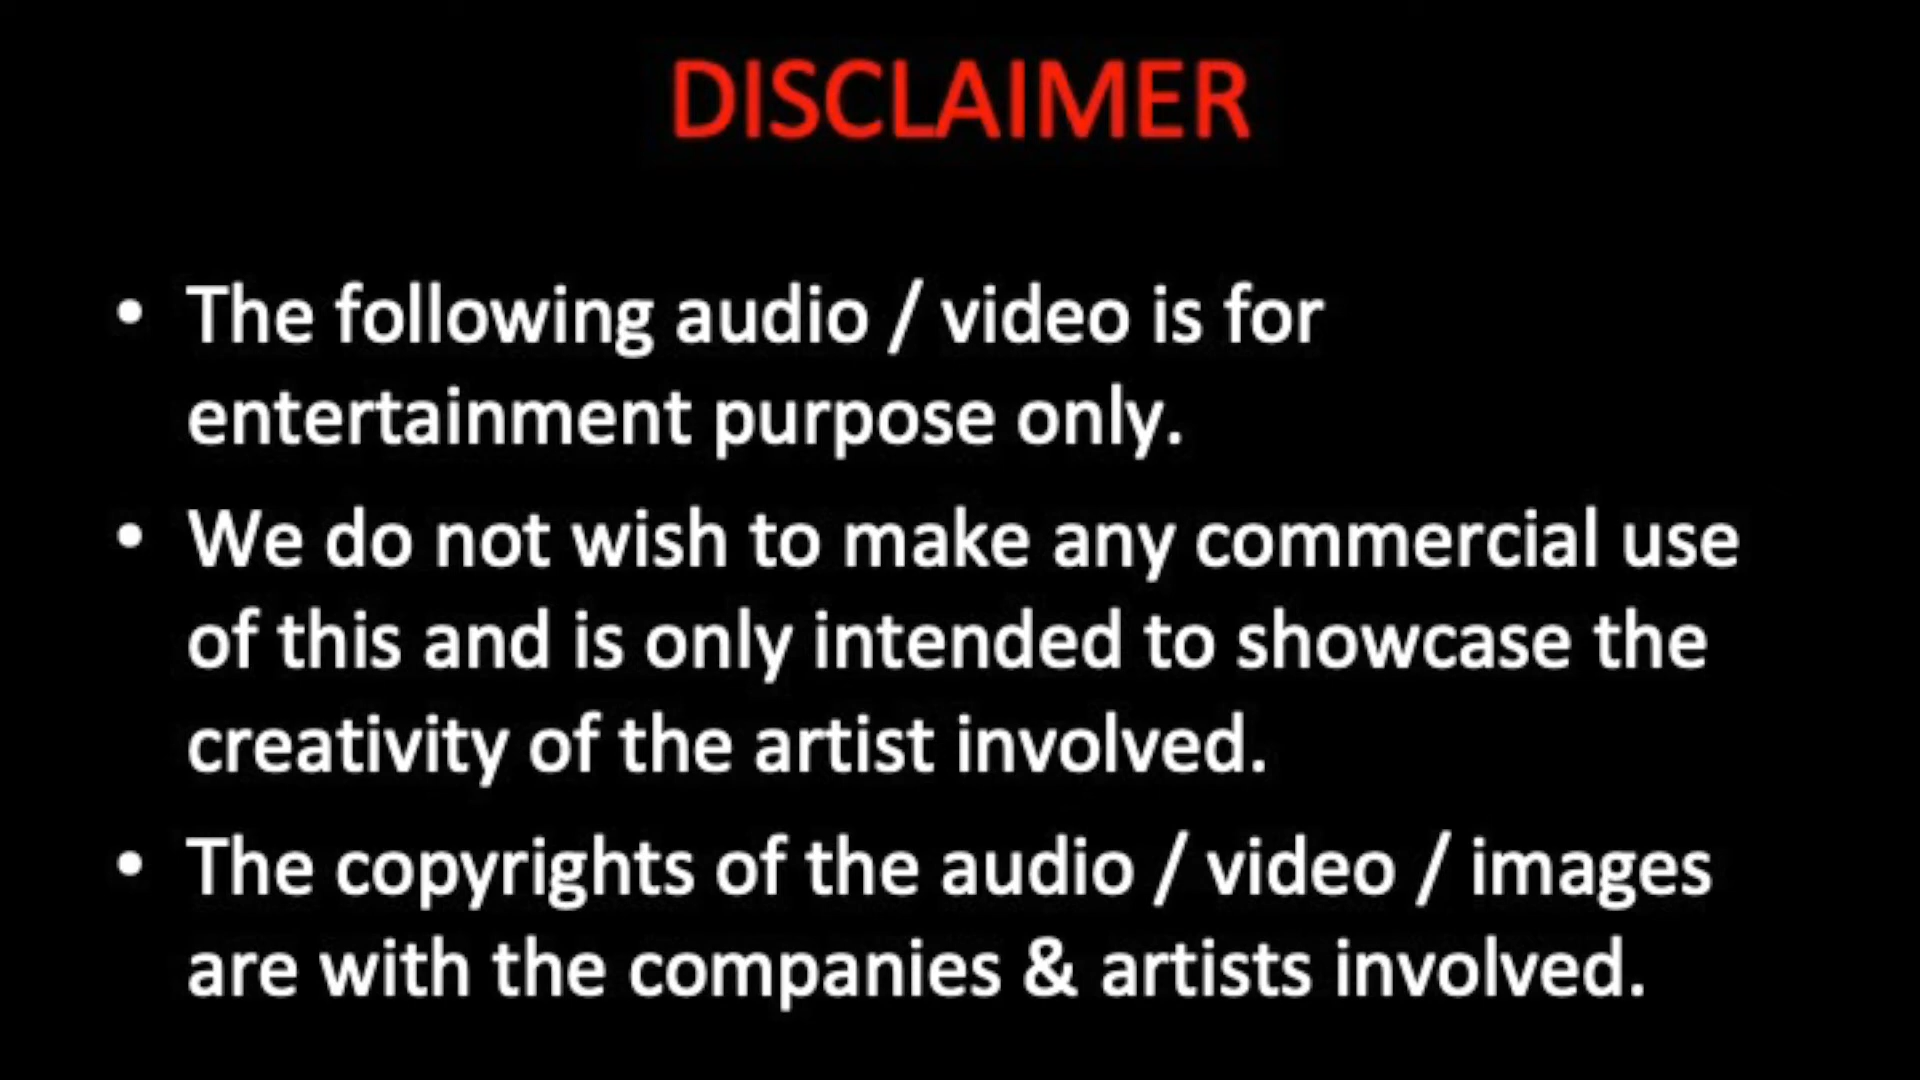 DISCLAIMER
• The following audio / video is for
entertainment purpose only.
• We do not wish to make any commercial use
of this and is only intended to showcase the
creativity of the artist involved.
• The copyrights of the audio / video / images
are with the companies & artists involved.